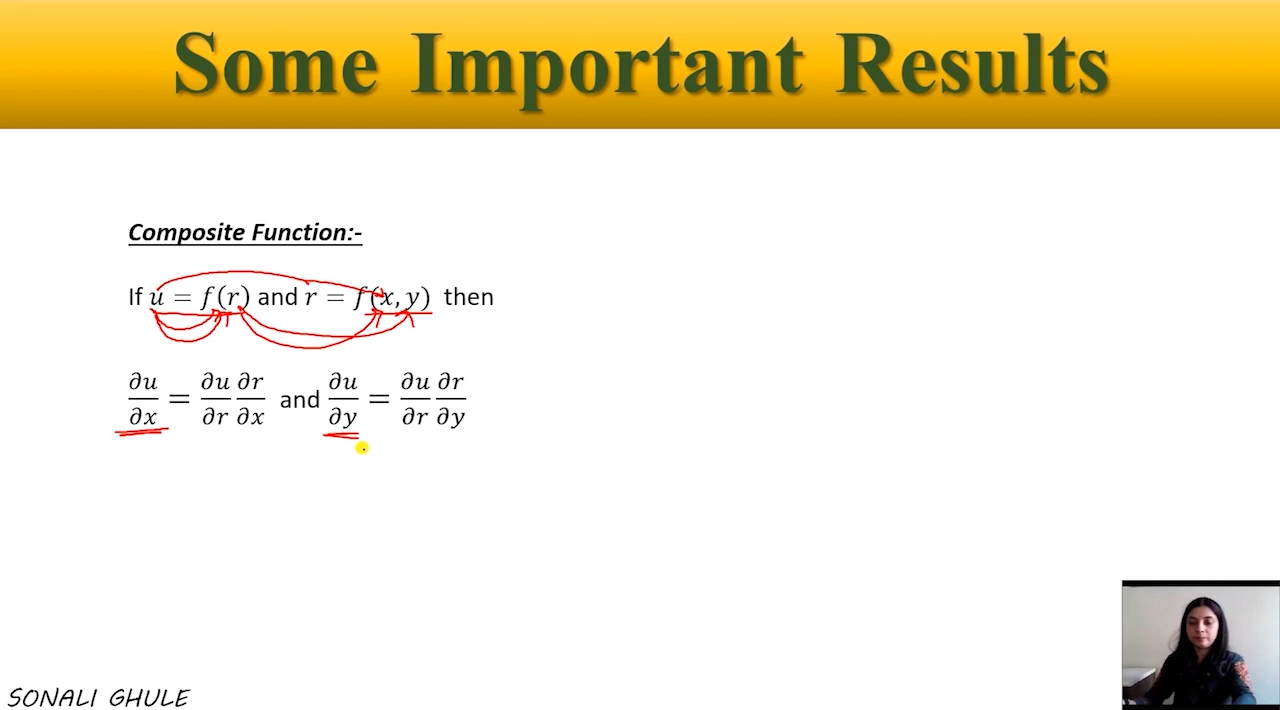 Some Important Results
Composite Function:-
If u = f(r) and r = f(x, y) then
∂u/∂x = ∂u/∂r ∂r/∂x and ∂u/∂y = ∂u/∂r ∂r/∂y
SONALI GHULE